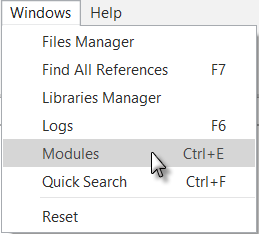 Windows Help
Files Manager
Find All References F7
Libraries Manager
Logs F6
Modules Ctrl+E
Quick Search Ctrl+F
Reset